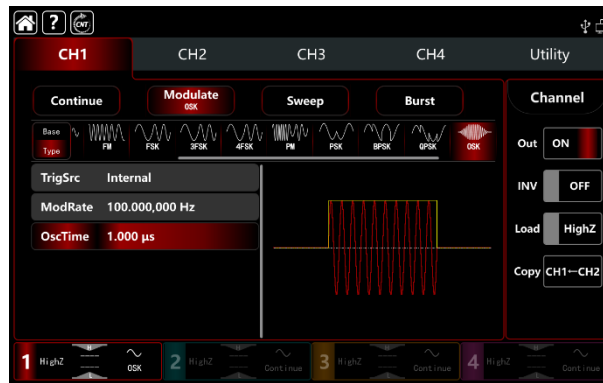 ? CNT
CH1 CH2 CH3 CH4 Utility
Continue Modulate OSK Sweep Burst Channel
Base Type FM FSK 3FSK 4FSK PM PSK BPSK QPSK OSK
Out ON
TrigSrc Internal
INV OFF
ModRate 100.000,000 Hz
Load HighZ
OscTime 1.000 µs
Copy CH1←CH2
1 HighZ H L OSK 2 HighZ Continue 3 HighZ Continue 4 HighZ Continue